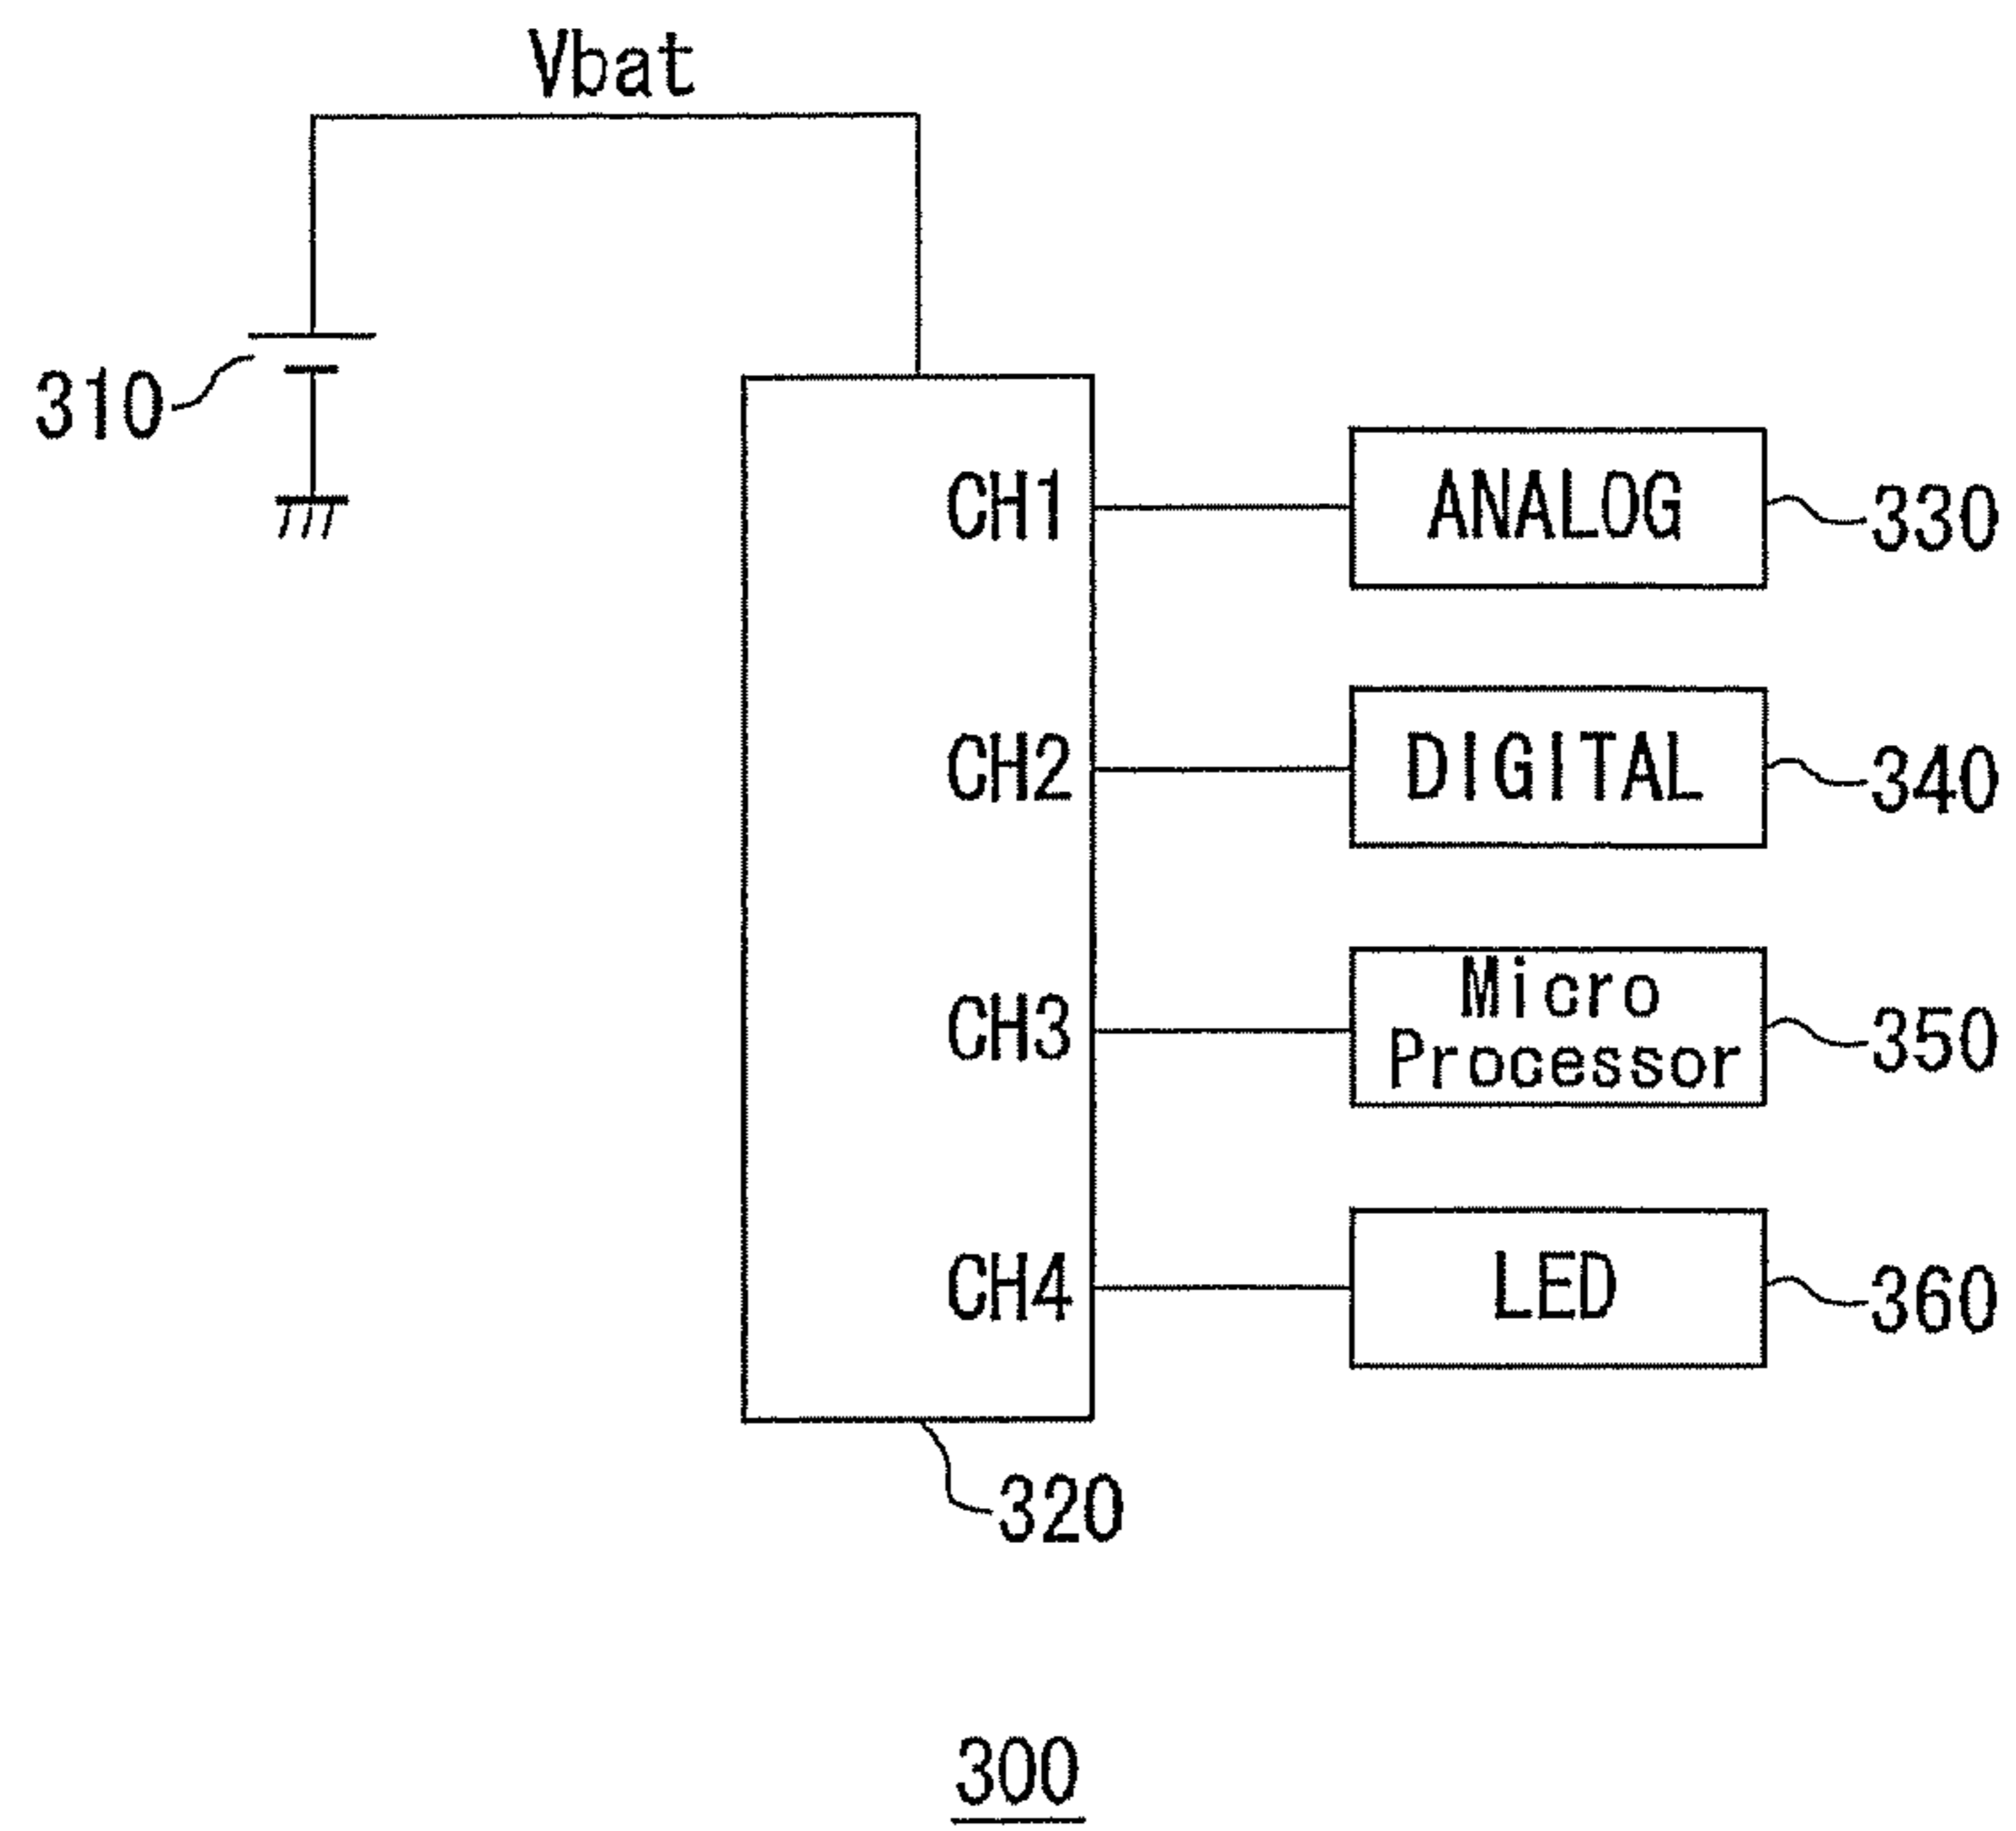 Vbat
310
CH1
ANALOG
330
CH2
DIGITAL
340
CH3
Micro
Processor
350
CH4
LED
360
320
300